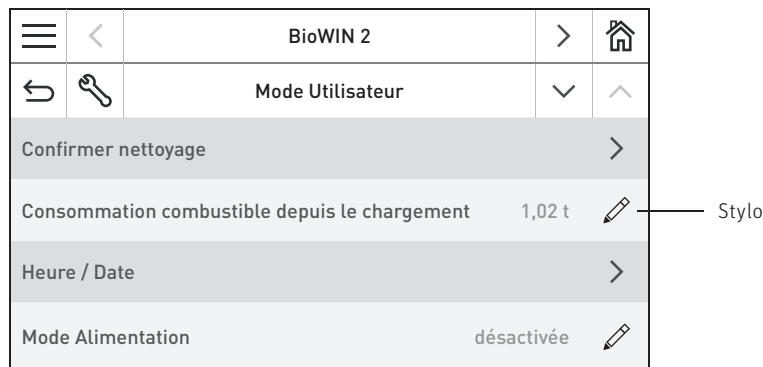 BioWIN 2
Mode Utilisateur
Confirmer nettoyage
Consommation combustible depuis le chargement 1,02 t
Stylo
Heure / Date
Mode Alimentation désactivée